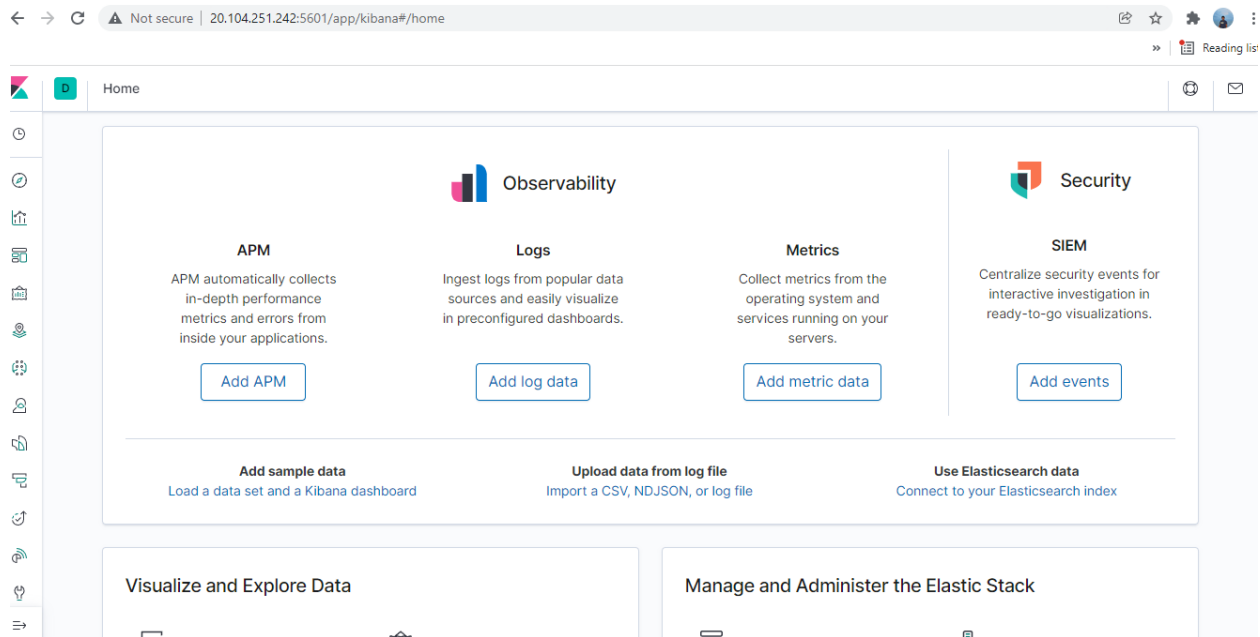 Not secure | 20.104.251.242:5601/app/kibana#/home
» Reading lis
D Home
Observability
Security
APM
APM automatically collects
in-depth performance
metrics and errors from
inside your applications.
Add APM
Logs
Ingest logs from popular data
sources and easily visualize
in preconfigured dashboards.
Add log data
Metrics
Collect metrics from the
operating system and
services running on your
servers.
Add metric data
SIEM
Centralize security events for
interactive investigation in
ready-to-go visualizations.
Add events
Add sample data
Load a data set and a Kibana dashboard
Upload data from log file
Import a CSV, NDJSON, or log file
Use Elasticsearch data
Connect to your Elasticsearch index
Visualize and Explore Data
Manage and Administer the Elastic Stack